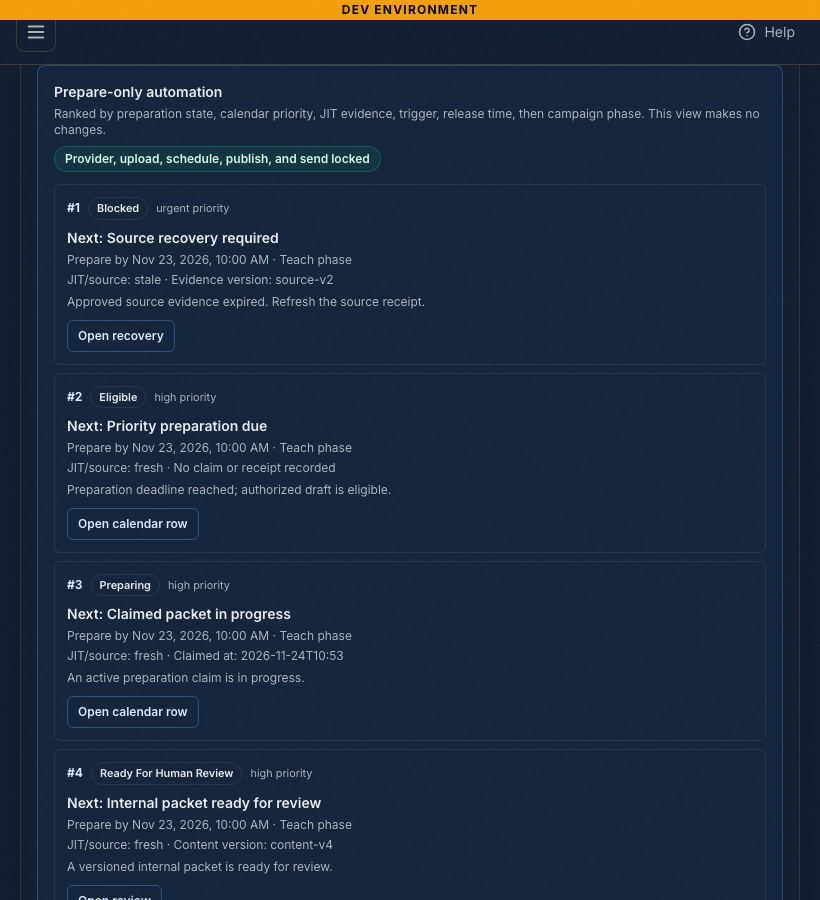 DEV ENVIRONMENT
Help
Prepare-only automation
Ranked by preparation state, calendar priority, JIT evidence, trigger, release time, then campaign phase. This view makes no
changes.
Provider, upload, schedule, publish, and send locked
#1 Blocked urgent priority
Next: Source recovery required
Prepare by Nov 23, 2026, 10:00 AM · Teach phase
JIT/source: stale · Evidence version: source-v2
Approved source evidence expired. Refresh the source receipt.
Open recovery
#2 Eligible high priority
Next: Priority preparation due
Prepare by Nov 23, 2026, 10:00 AM · Teach phase
JIT/source: fresh · No claim or receipt recorded
Preparation deadline reached; authorized draft is eligible.
Open calendar row
#3 Preparing high priority
Next: Claimed packet in progress
Prepare by Nov 23, 2026, 10:00 AM · Teach phase
JIT/source: fresh · Claimed at: 2026-11-24T10:53
An active preparation claim is in progress.
Open calendar row
#4 Ready For Human Review high priority
Next: Internal packet ready for review
Prepare by Nov 23, 2026, 10:00 AM · Teach phase
JIT/source: fresh · Content version: content-v4
A versioned internal packet is ready for review.
Open review